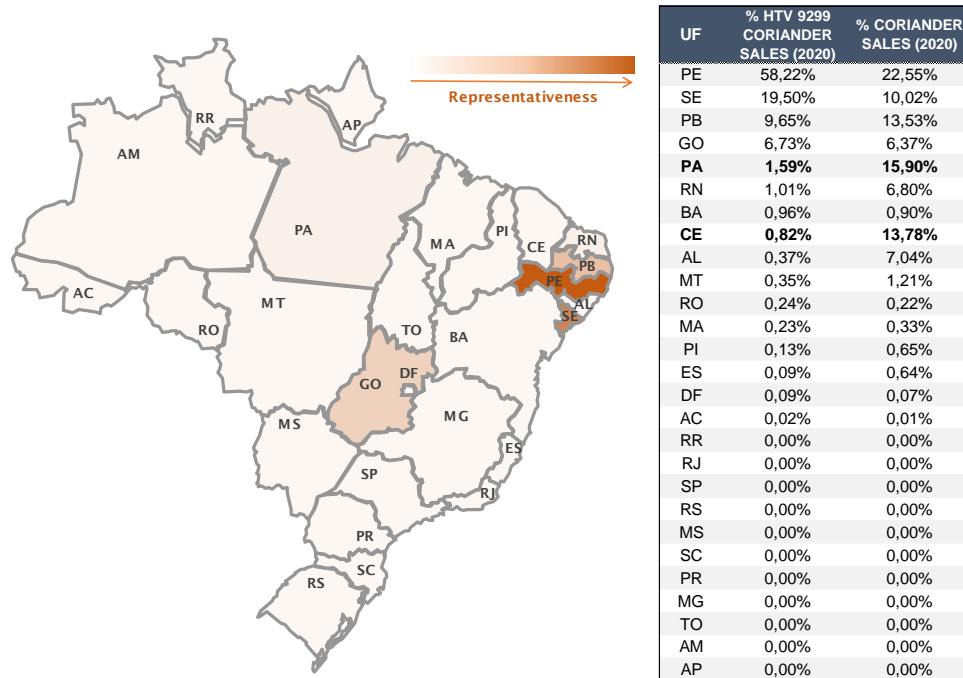 Representativeness
RR
AP
AM
PA
MA
PI
CE
RN
PB
PE
AL
SE
AC
RO
MT
TO
BA
GO
DF
MG
MS
ES
SP
RJ
PR
SC
RS
UF % HTV 9299 CORIANDER SALES (2020) % CORIANDER SALES (2020)
PE 58,22% 22,55%
SE 19,50% 10,02%
PB 9,65% 13,53%
GO 6,73% 6,37%
PA 1,59% 15,90%
RN 1,01% 6,80%
BA 0,96% 0,90%
CE 0,82% 13,78%
AL 0,37% 7,04%
MT 0,35% 1,21%
RO 0,24% 0,22%
MA 0,23% 0,33%
PI 0,13% 0,65%
ES 0,09% 0,64%
DF 0,09% 0,07%
AC 0,02% 0,01%
RR 0,00% 0,00%
RJ 0,00% 0,00%
SP 0,00% 0,00%
RS 0,00% 0,00%
MS 0,00% 0,00%
SC 0,00% 0,00%
PR 0,00% 0,00%
MG 0,00% 0,00%
TO 0,00% 0,00%
AM 0,00% 0,00%
AP 0,00% 0,00%